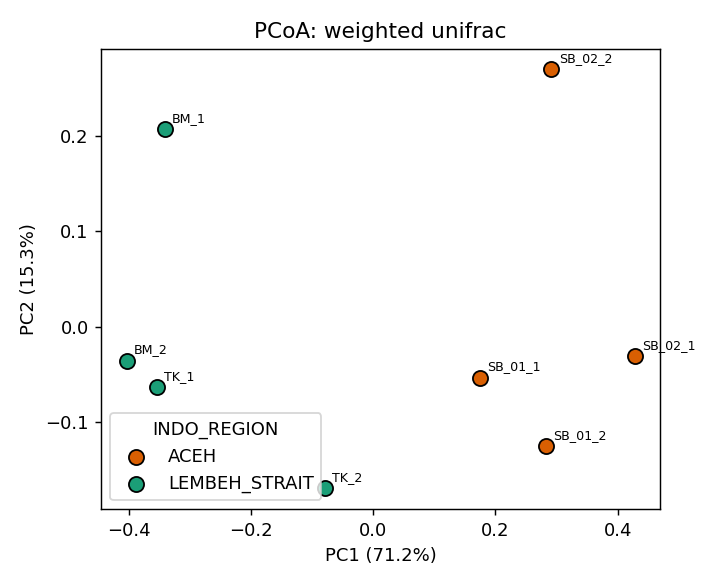 PCoA: weighted unifrac
SB_02_2
BM_1
0.2
0.1
PC2 (15.3%)
0.0
SB_02_1
BM_2
SB_01_1
TK_1
−0.1
INDO_REGION
SB_01_2
ACEH
LEMBEH_STRAIT
TK_2
−0.4
−0.2
0.0
0.2
0.4
PC1 (71.2%)